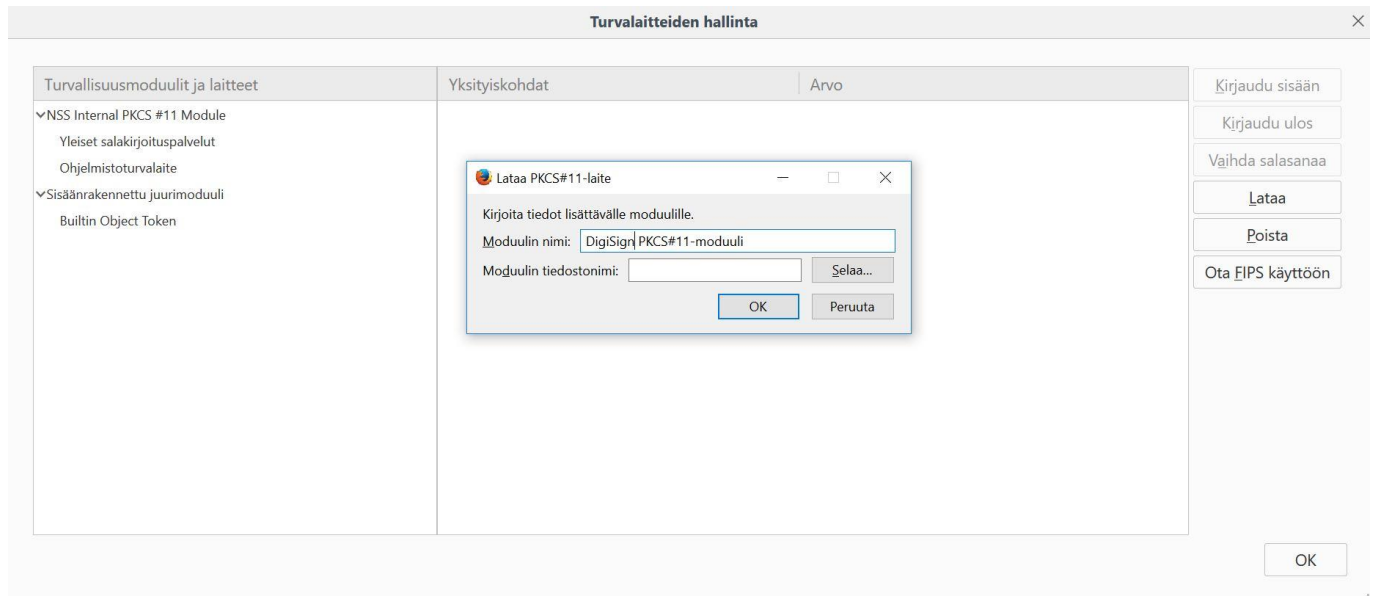 Turvalaitteiden hallinta
Turvallisuusmoduulit ja laitteet
Yksityiskohdat
Arvo
NSS Internal PKCS #11 Module
Yleiset salakirjoituspalvelut
Ohjelmistoturvalaite
Sisäänrakennettu juurimoduuli
Builtin Object Token
Lataa PKCS#11-laite
Kirjoita tiedot lisättävälle moduulille.
Moduulin nimi: DigiSign PKCS#11-moduuli
Moduulin tiedostonimi: Selaa...
OK Peruuta
Kirjaudu sisään
Kirjaudu ulos
Vaihda salasanaa
Lataa
Poista
Ota FIPS käyttöön
OK